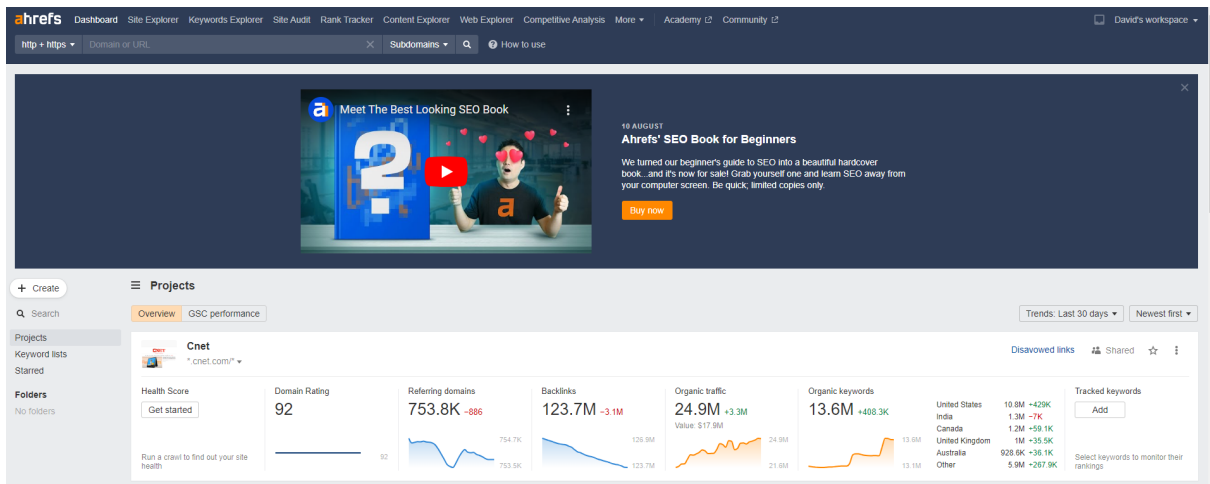 ahrefs Dashboard Site Explorer Keywords Explorer Site Audit Rank Tracker Content Explorer Web Explorer Competitive Analysis More Academy Community David's workspace
http + https Domain or URL Subdomains How to use
Meet The Best Looking SEO Book
10 AUGUST
Ahrefs' SEO Book for Beginners
We turned our beginner's guide to SEO into a beautiful hardcover
book...and it's now for sale! Grab yourself one and learn SEO away from
your computer screen. Be quick; limited copies only.
Buy now
+ Create
Search
Projects
Keyword lists
Starred
Folders
No folders
Projects
Overview GSC performance
Trends: Last 30 days Newest first
Cnet
*.cnet.com/*
Disavowed links Shared
Health Score
Get started
Run a crawl to find out your site
health
Domain Rating
92
92
Referring domains
753.8K -886
754.7K
753.5K
Backlinks
123.7M -3.1M
126.9M
123.7M
Organic traffic
24.9M +3.3M
Value: $17.9M
24.9M
21.6M
Organic keywords
13.6M +408.3K
13.6M
13.1M
United States 10.8M +429K
India 1.3M -7K
Canada 1.2M +59.1K
United Kingdom 1M +35.5K
Australia 928.6K +36.1K
Other 5.9M +267.9K
Tracked keywords
Add
Select keywords to monitor their
rankings